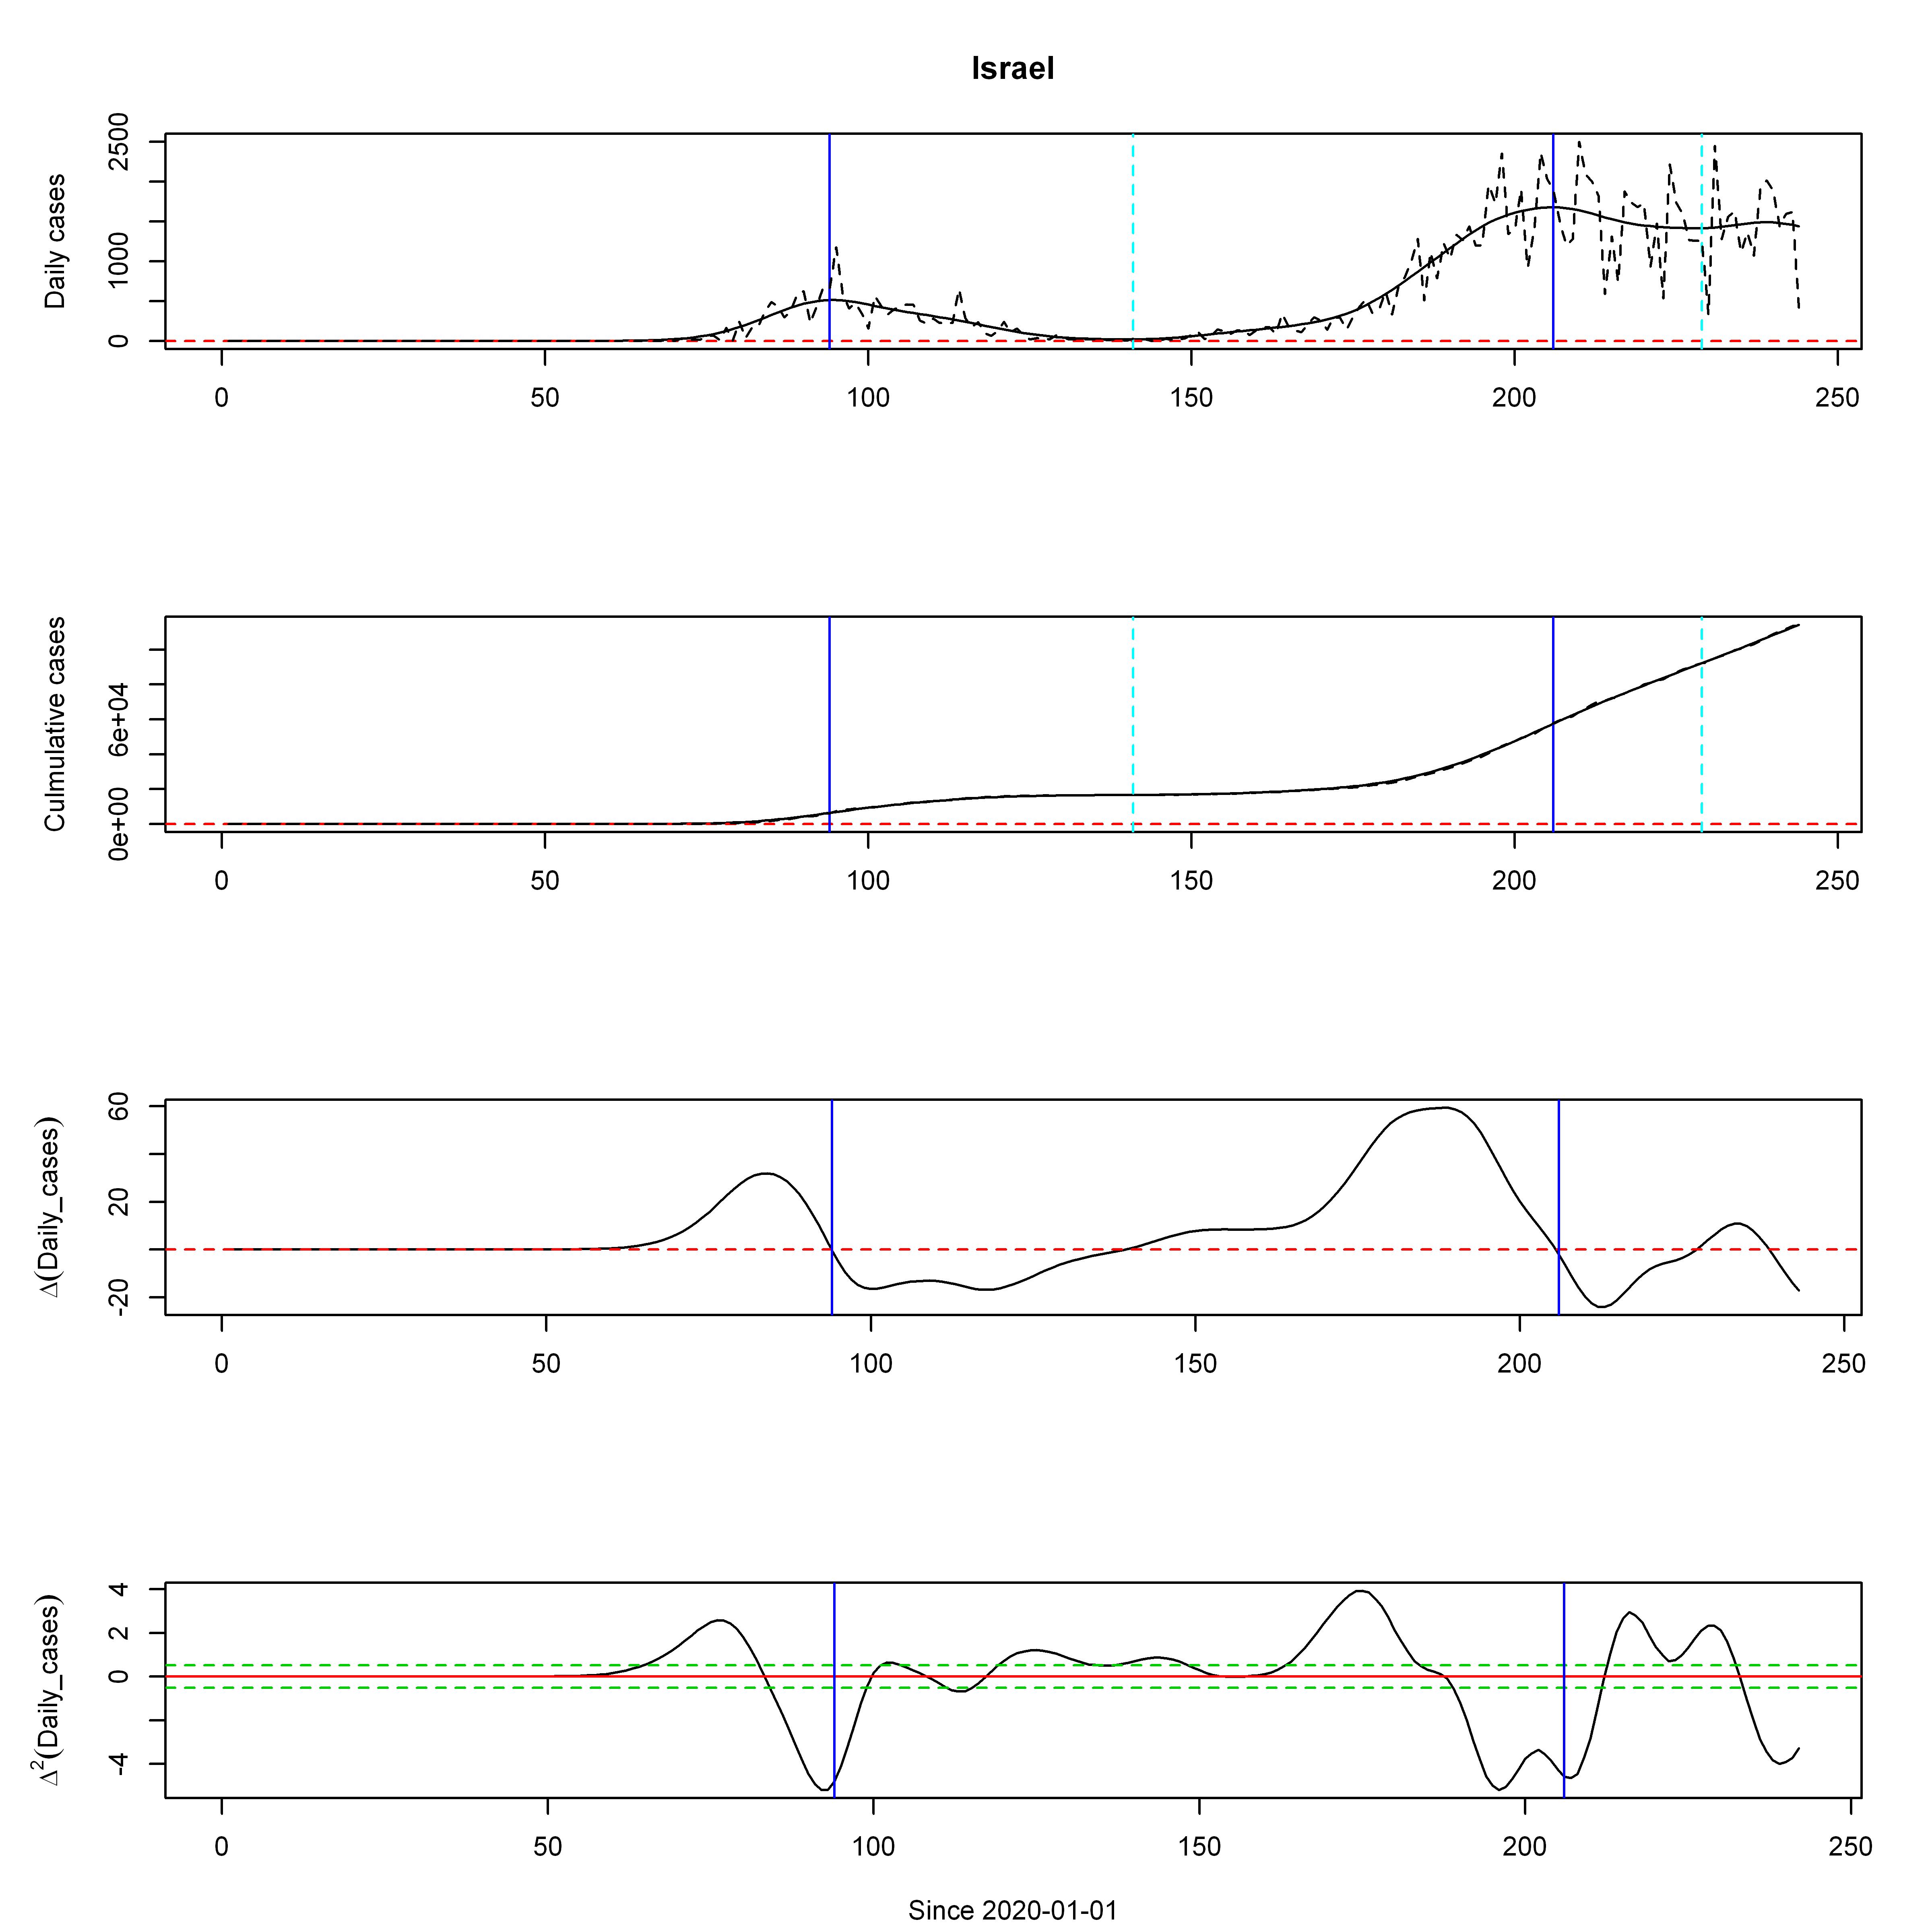 Israel
Daily cases
0
1000
2500
0 50 100 150 200 250
Culmulative cases
0e+00
6e+04
0 50 100 150 200 250
Δ(Daily_cases)
-20
20
60
0 50 100 150 200 250
Δ²(Daily_cases)
-4
0
2
4
0 50 100 150 200 250
Since 2020-01-01